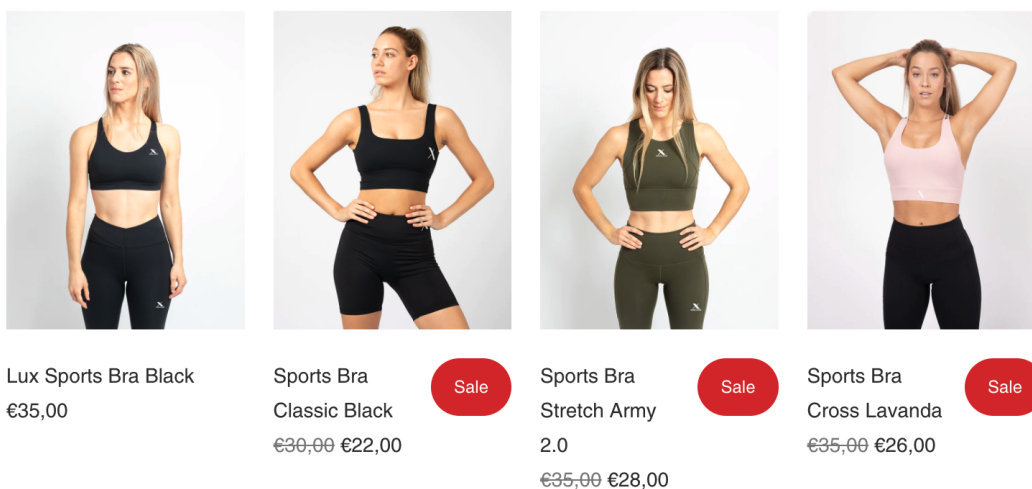 Lux Sports Bra Black
€35,00
Sports Bra
Classic Black
Sale
€30,00 €22,00
Sports Bra
Stretch Army
2.0
Sale
€35,00 €28,00
Sports Bra
Cross Lavanda
Sale
€35,00 €26,00